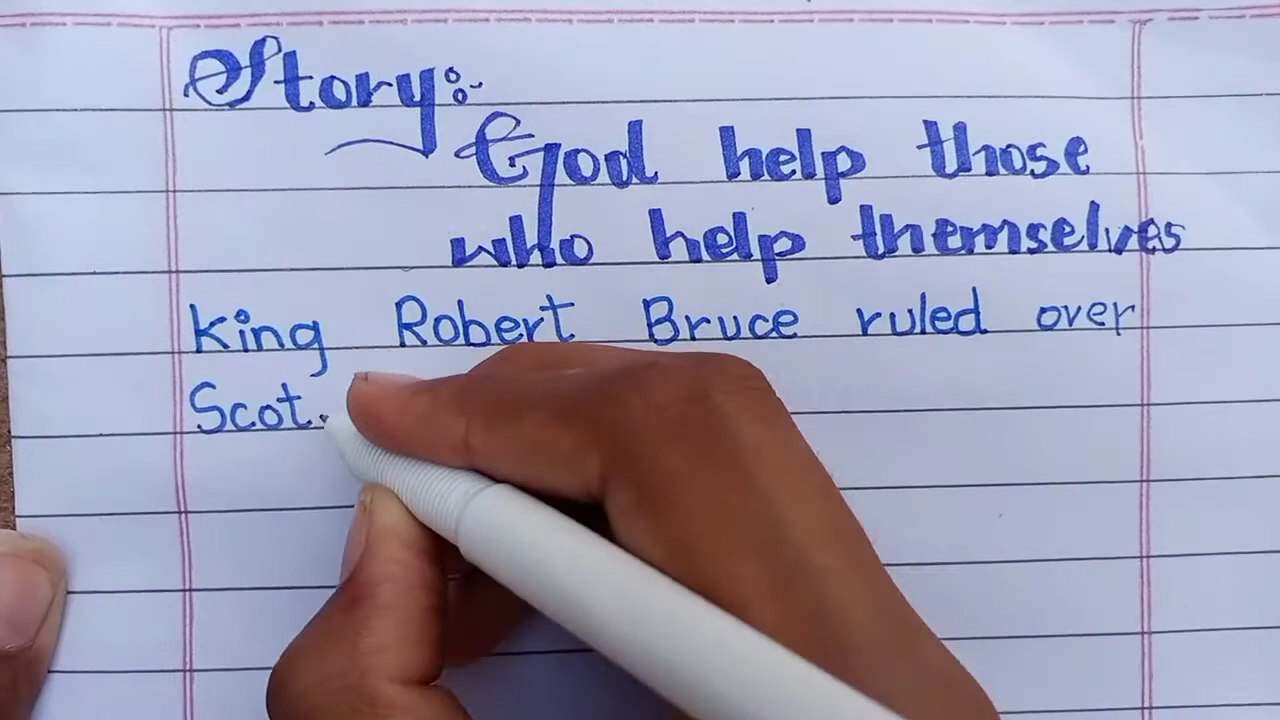 Story:-
God help those
who help themselves
King Robert Bruce ruled over
Scot